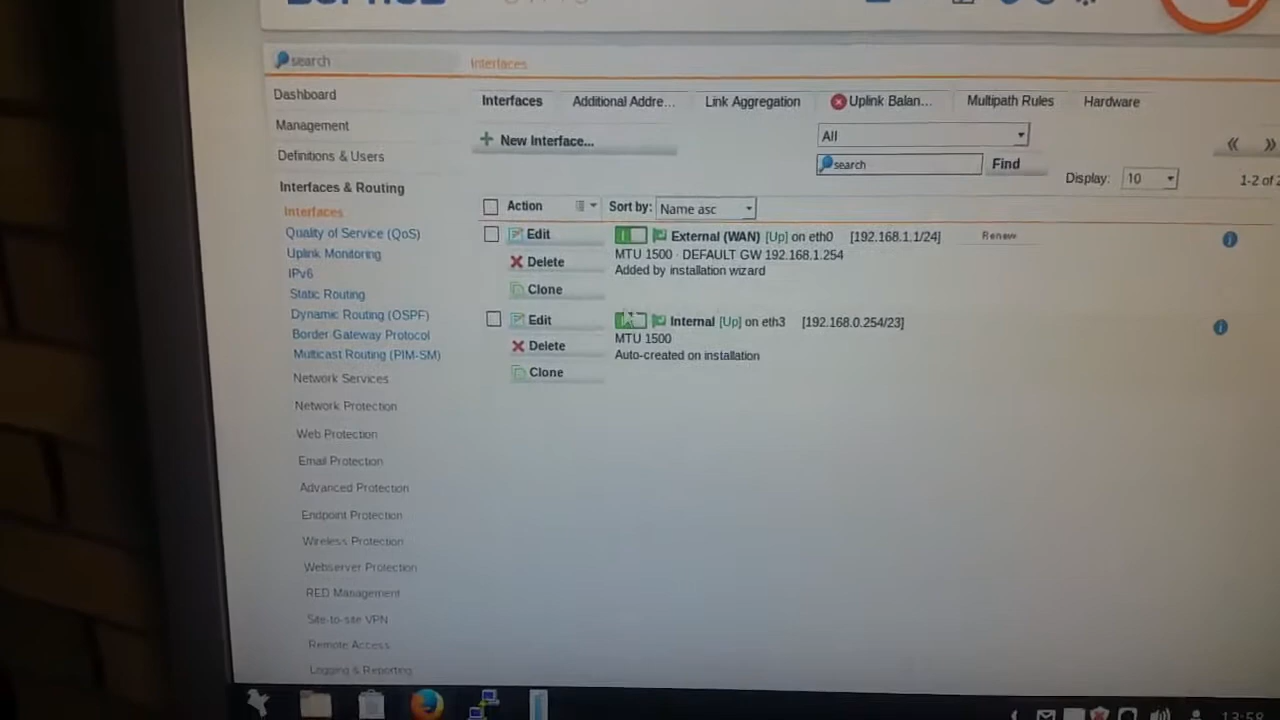 search
Interfaces
Dashboard
Management
Definitions & Users
Interfaces & Routing
Interfaces
Quality of Service (QoS)
Uplink Monitoring
IPv6
Static Routing
Dynamic Routing (OSPF)
Border Gateway Protocol
Multicast Routing (PIM-SM)
Network Services
Network Protection
Web Protection
Email Protection
Advanced Protection
Endpoint Protection
Wireless Protection
Webserver Protection
RED Management
Site-to-site VPN
Remote Access
Logging & Reporting
Interfaces Additional Addre... Link Aggregation Uplink Balan... Multipath Rules Hardware
New Interface... All
search Find Display: 10 1-2 of
Action Sort by: Name asc
Edit External (WAN) [Up] on eth0 [192.168.1.1/24] Renew
MTU 1500 · DEFAULT GW 192.168.1.254
Delete Added by installation wizard
Clone
Edit Internal [Up] on eth3 [192.168.0.254/23]
MTU 1500
Delete Auto-created on installation
Clone